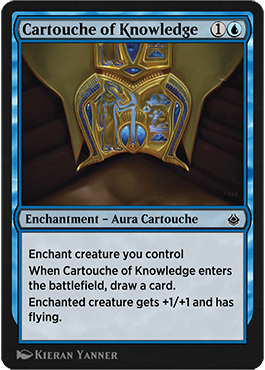 Cartouche of Knowledge 1
Enchantment – Aura Cartouche
Enchant creature you control
When Cartouche of Knowledge enters
the battlefield, draw a card.
Enchanted creature gets +1/+1 and has
flying.
KIERAN YANNER